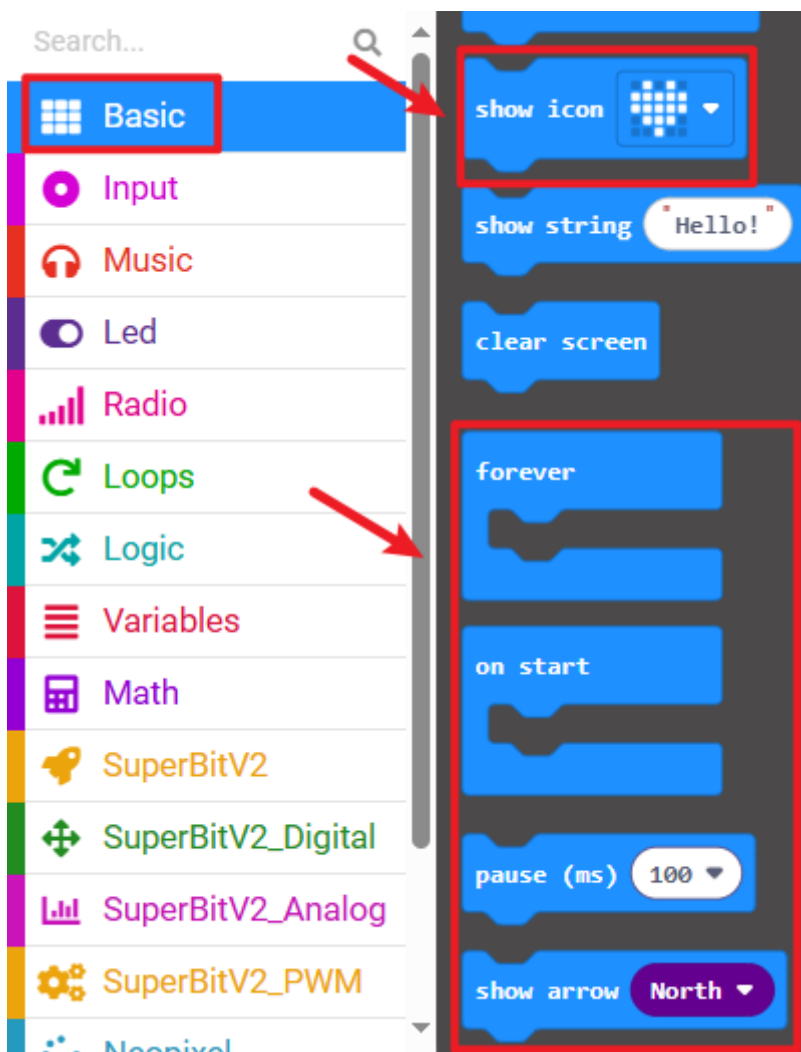 Search...
Basic
Input
Music
Led
Radio
Loops
Logic
Variables
Math
SuperBitV2
SuperBitV2_Digital
SuperBitV2_Analog
SuperBitV2_PWM
Neopixel
show icon
show string "Hello!"
clear screen
forever
on start
pause (ms) 100
show arrow North